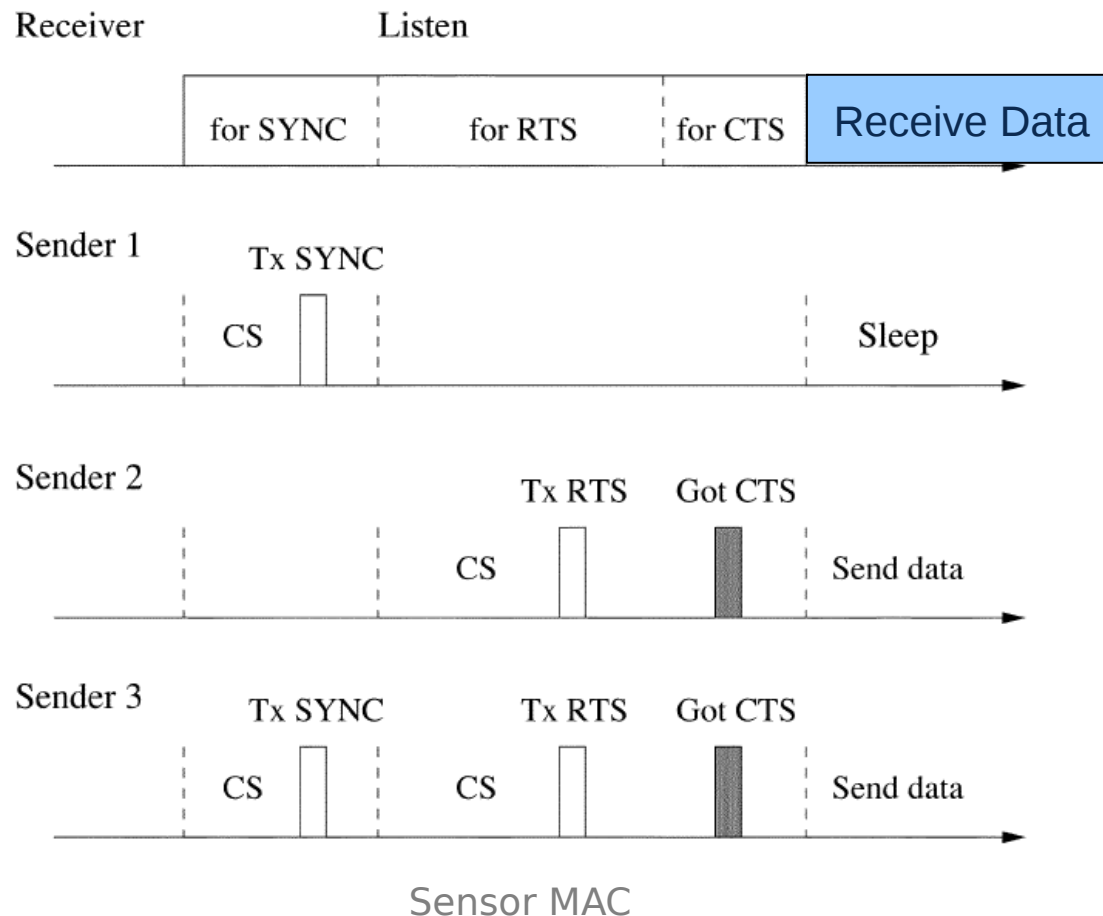 Receiver Listen
for SYNC for RTS for CTS Receive Data
Sender 1
Tx SYNC
CS Sleep
Sender 2
Tx RTS Got CTS
CS Send data
Sender 3
Tx SYNC Tx RTS Got CTS
CS CS Send data
Sensor MAC